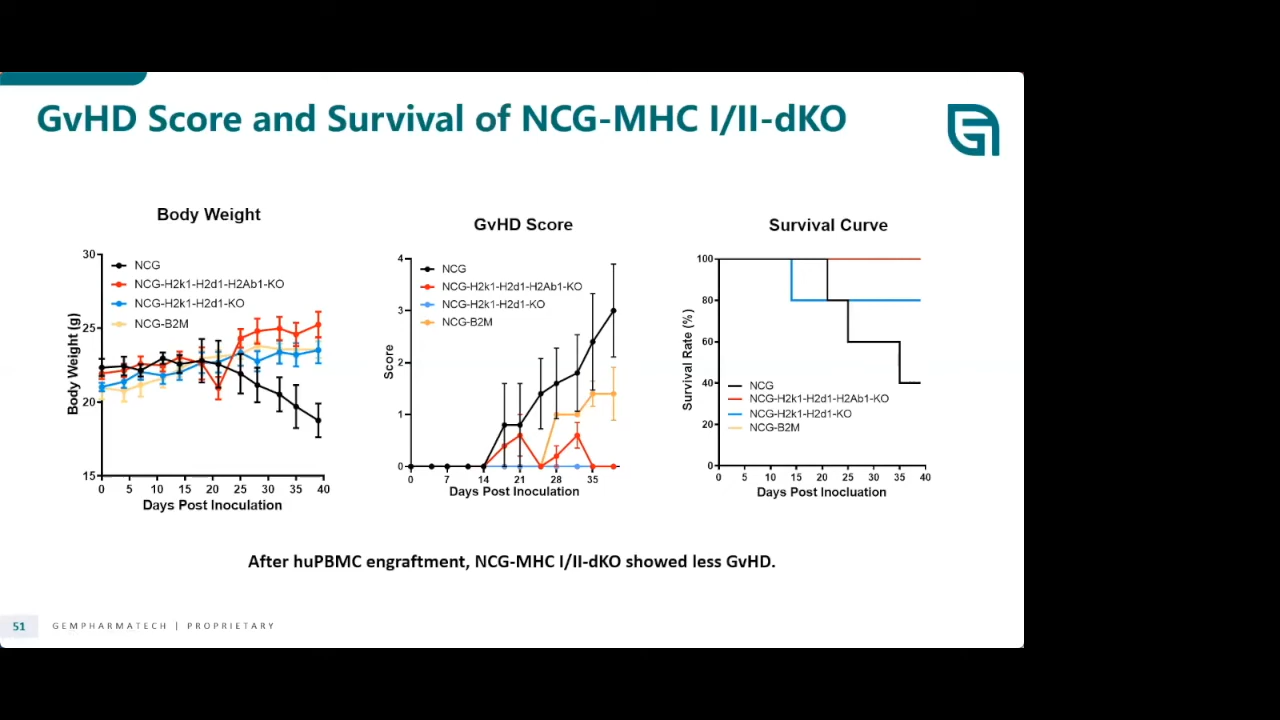 GvHD Score and Survival of NCG-MHC I/II-dKO
Body Weight
30
25
20
15
Body Weight (g)
NCG
NCG-H2k1-H2d1-H2Ab1-KO
NCG-H2k1-H2d1-KO
NCG-B2M
0 5 10 15 20 25 30 35 40
Days Post Inoculation
GvHD Score
4
3
2
1
0
Score
NCG
NCG-H2k1-H2d1-H2Ab1-KO
NCG-H2k1-H2d1-KO
NCG-B2M
0 7 14 21 28 35
Days Post Inoculation
Survival Curve
100
80
60
40
20
0
Survival Rate (%)
NCG
NCG-H2k1-H2d1-H2Ab1-KO
NCG-H2k1-H2d1-KO
NCG-B2M
0 5 10 15 20 25 30 35 40
Days Post Inocluation
After huPBMC engraftment, NCG-MHC I/II-dKO showed less GvHD.
51 GEMPHARMATECH | PROPRIETARY